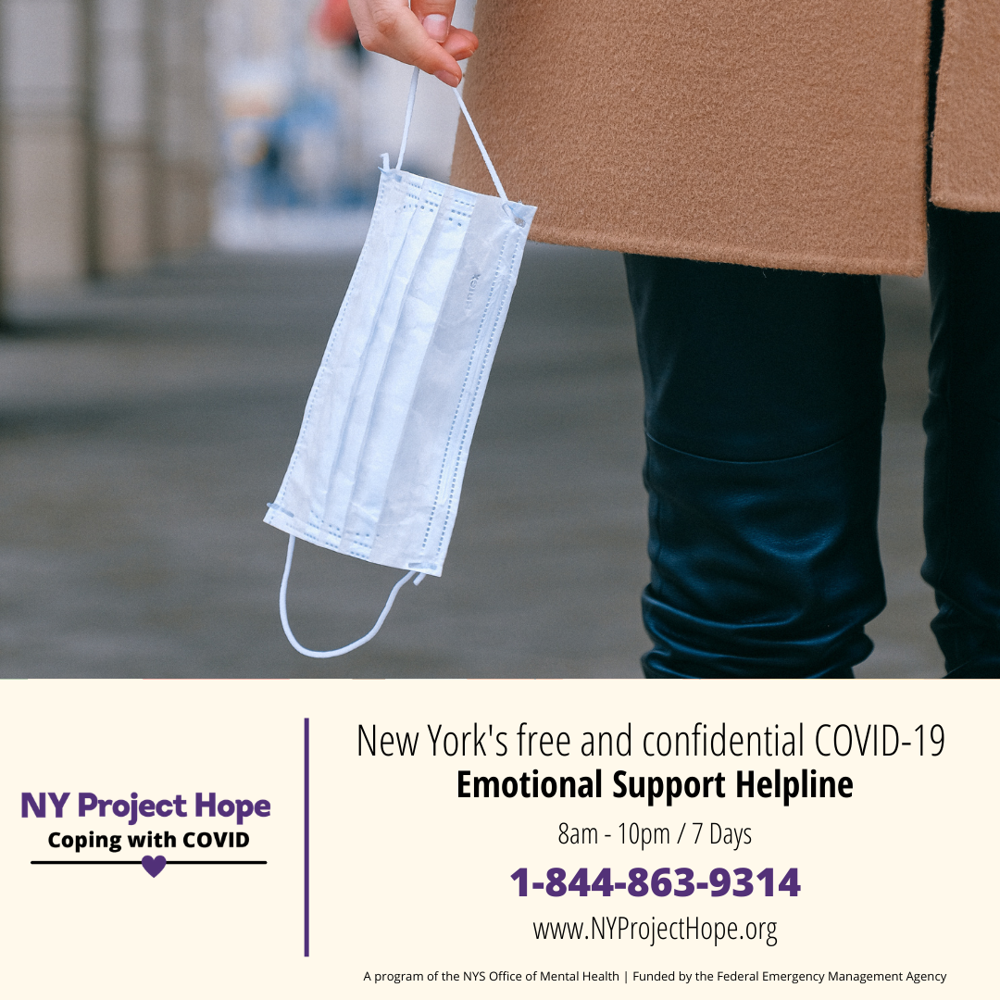 NY Project Hope
Coping with COVID
New York's free and confidential COVID-19
Emotional Support Helpline
8am - 10pm / 7 Days
1-844-863-9314
www.NYProjectHope.org
A program of the NYS Office of Mental Health | Funded by the Federal Emergency Management Agency